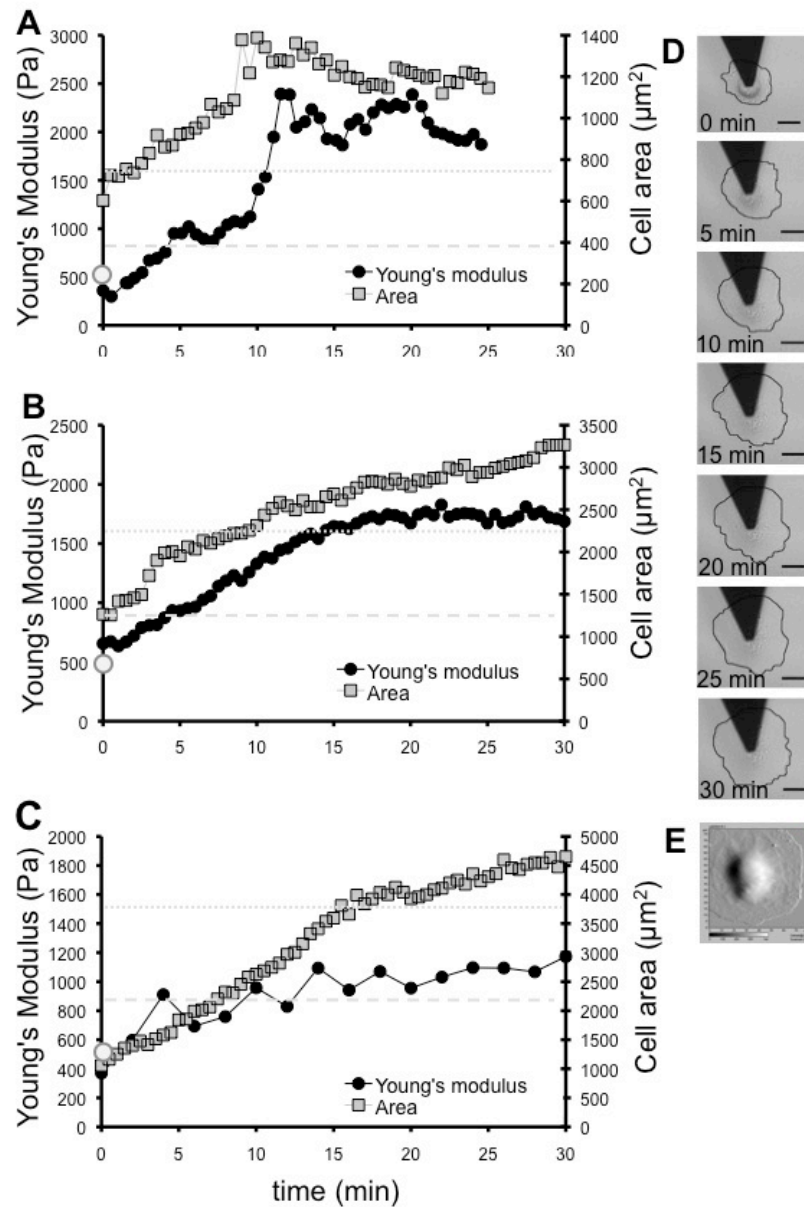 A
Young's Modulus (Pa)
3000
2500
2000
1500
1000
500
0
Cell area (µm²)
1400
1200
1000
800
600
400
200
0
Young's modulus
Area
0 5 10 15 20 25 30
B
Young's Modulus (Pa)
2500
2000
1500
1000
500
0
Cell area (µm²)
3500
3000
2500
2000
1500
1000
500
0
Young's modulus
Area
0 5 10 15 20 25 30
C
Young's Modulus (Pa)
2000
1800
1600
1400
1200
1000
800
600
400
200
0
Cell area (µm²)
5000
4500
4000
3500
3000
2500
2000
1500
1000
500
0
Young's modulus
Area
0 5 10 15 20 25 30
time (min)
D
0 min
5 min
10 min
15 min
20 min
25 min
30 min
E